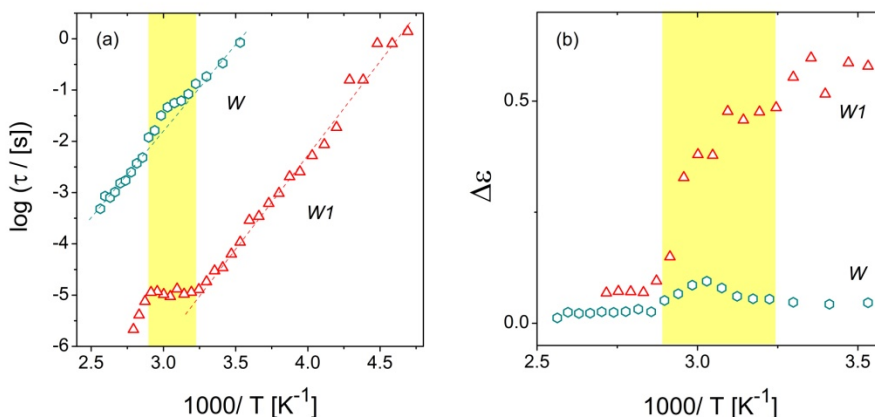 (a)
0
-1
-2
-3
-4
-5
-6
log (τ / [s])
W
W1
2.5 3.0 3.5 4.0 4.5
1000/ T [K⁻¹]
(b)
0.5
0.0
Δε
W1
W
2.5 3.0 3.5
1000/ T [K⁻¹]